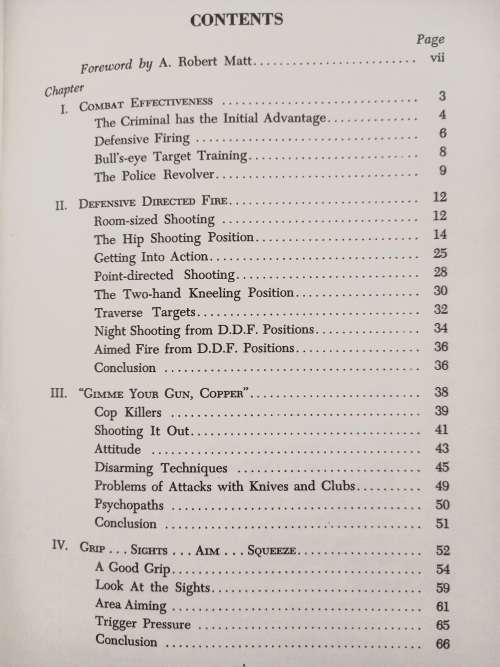 CONTENTS
Page
Foreword by A. Robert Matt........................ vii
Chapter
I. COMBAT EFFECTIVENESS .............................. 3
The Criminal has the Initial Advantage.............. 4
Defensive Firing .................................. 6
Bull's-eye Target Training.......................... 8
The Police Revolver................................ 9
II. DEFENSIVE DIRECTED FIRE............................. 12
Room-sized Shooting .............................. 12
The Hip Shooting Position......................... 14
Getting Into Action................................ 25
Point-directed Shooting............................ 28
The Two-hand Kneeling Position................... 30
Traverse Targets.................................. 32
Night Shooting from D.D.F. Positions................ 34
Aimed Fire from D.D.F. Positions................... 36
Conclusion ....................................... 36
III. "GIMME YOUR GUN, COPPER".......................... 38
Cop Killers ...................................... 39
Shooting It Out................................... 41
Attitude ......................................... 43
Disarming Techniques ............................ 45
Problems of Attacks with Knives and Clubs.......... 49
Psychopaths ...................................... 50
Conclusion ....................................... 51
IV. GRIP . . . SIGHTS . . . AIM . . . SQUEEZE................... 52
A Good Grip...................................... 54
Look At the Sights................................ 59
Area Aiming ...................................... 61
Trigger Pressure .................................. 65
Conclusion ....................................... 66